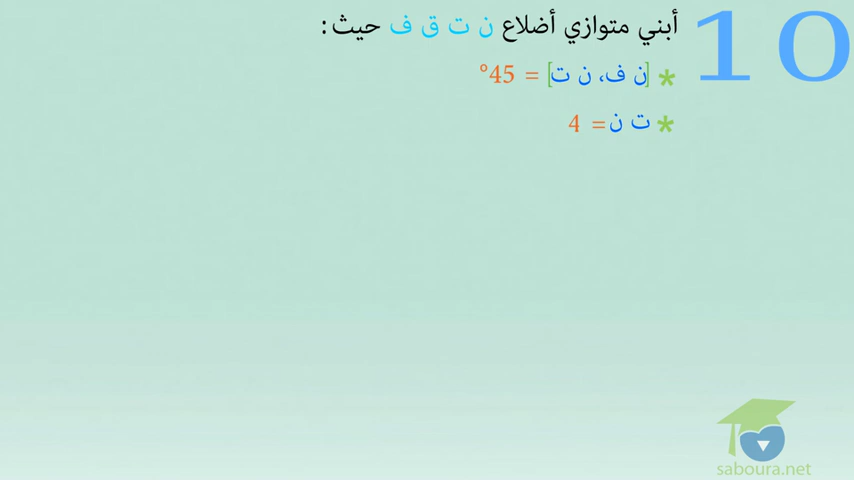 10
أبني متوازي أضلاع ن ت ق ف حيث:
* [ن ف، ن ت] = 45°
* ت ن = 4
saboura.net